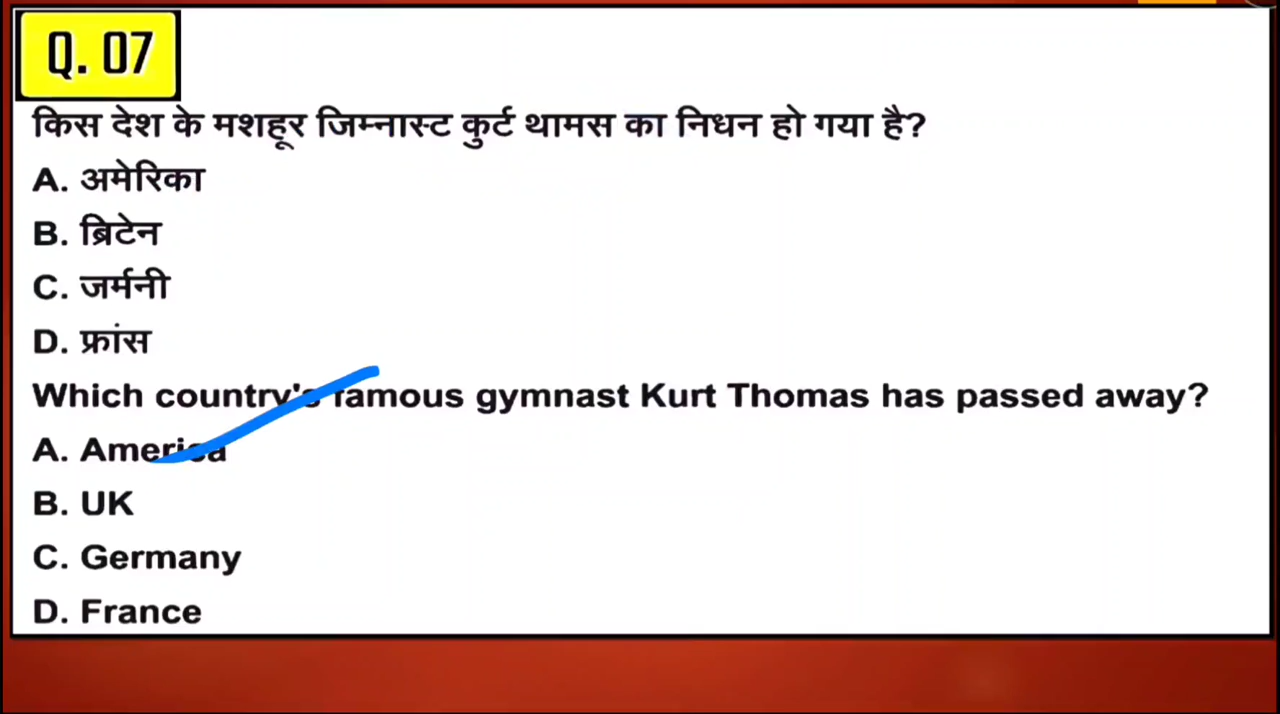 Q. 07
किस देश के मशहूर जिम्नास्ट कुर्ट थामस का निधन हो गया है?
A. अमेरिका
B. ब्रिटेन
C. जर्मनी
D. फ्रांस
Which country's famous gymnast Kurt Thomas has passed away?
A. America
B. UK
C. Germany
D. France